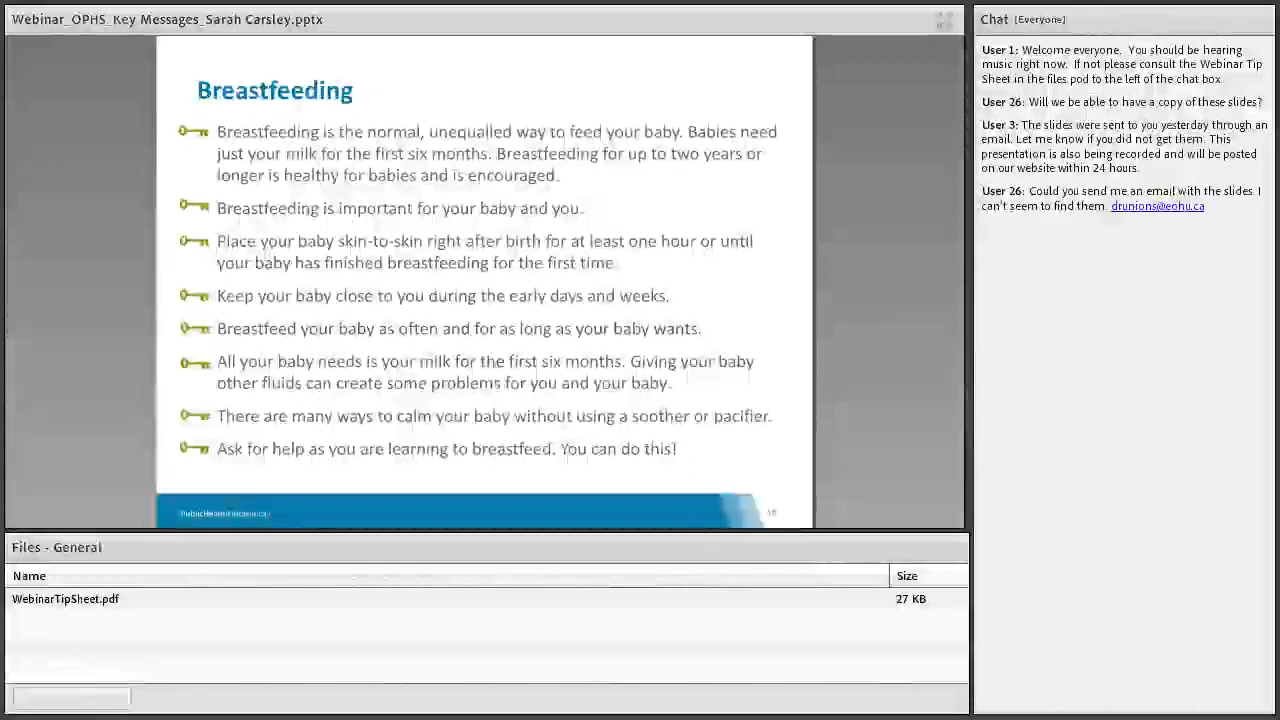 Webinar_OPHS_Key Messages_Sarah Carsley.pptx
Breastfeeding
Breastfeeding is the normal, unequalled way to feed your baby. Babies need
just your milk for the first six months. Breastfeeding for up to two years or
longer is healthy for babies and is encouraged.
Breastfeeding is important for your baby and you.
Place your baby skin-to-skin right after birth for at least one hour or until
your baby has finished breastfeeding for the first time.
Keep your baby close to you during the early days and weeks.
Breastfeed your baby as often and for as long as your baby wants.
All your baby needs is your milk for the first six months. Giving your baby
other fluids can create some problems for you and your baby.
There are many ways to calm your baby without using a soother or pacifier.
Ask for help as you are learning to breastfeed. You can do this!
Files - General
Name Size
WebinarTipSheet.pdf 27 KB
Chat [Everyone]
User 1: Welcome everyone. You should be hearing
music right now. If not please consult the Webinar Tip
Sheet in the files pod to the left of the chat box.
User 26: Will we be able to have a copy of these slides?
User 3: The slides were sent to you yesterday through an
email. Let me know if you did not get them. This
presentation is also being recorded and will be posted
on our website within 24 hours.
User 26: Could you send me an email with the slides. I
can't seem to find them. drunions@eohu.ca